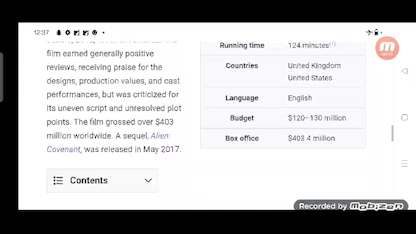 12:37
film earned generally positive
reviews, receiving praise for the
designs, production values, and cast
performances, but was criticized for
its uneven script and unresolved plot
points. The film grossed over $403
million worldwide. A sequel, Alien:
Covenant, was released in May 2017.
Contents
Running time 124 minutes
Countries United Kingdom
United States
Language English
Budget $120–130 million
Box office $403.4 million
Recorded by Mobizen